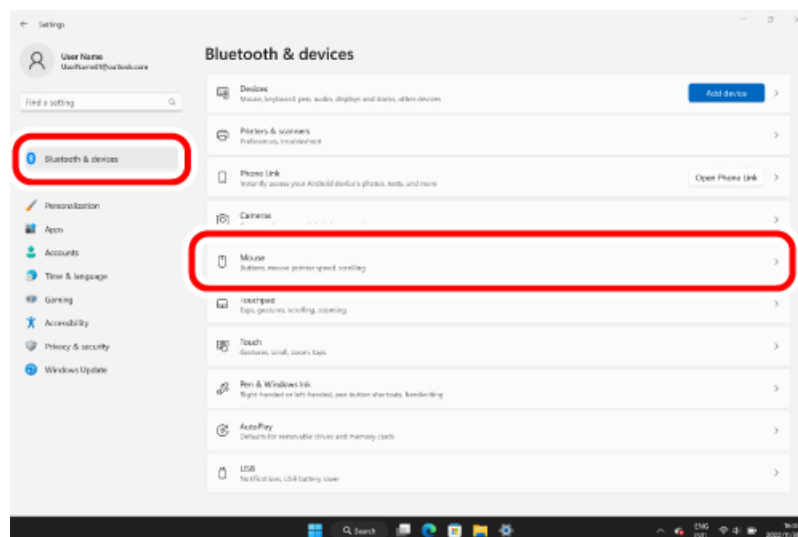 Settings
User Name
Bluetooth & devices
Find a setting
Bluetooth & devices
Personalization
Apps
Accounts
Time & language
Gaming
Accessibility
Privacy & security
Windows Update
Devices
Mouse, keyboard, pen, audio, displays and docks, other devices
Add device
Printers & scanners
Preferences, troubleshoot
Phone Link
Instantly access your Android device's photos, texts, and more
Open Phone Link
Cameras
Mouse
Buttons, mouse pointer speed, scrolling
Touchpad
Taps, gestures, scrolling, zooming
Touch
Gestures, scroll, zoom, taps
Pen & Windows Ink
Right-handed or left-handed, pen button shortcuts, handwriting
AutoPlay
Defaults for removable drives and memory cards
USB
Notifications, USB battery saver
Search
ENG